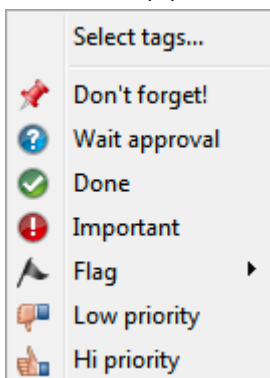 Select tags...
Don't forget!
Wait approval
Done
Important
Flag
Low priority
Hi priority